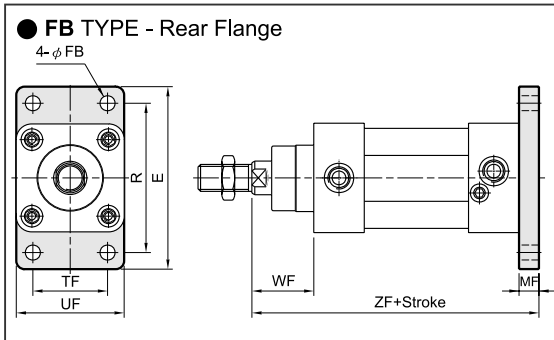 ● FB TYPE - Rear Flange
4-φFB
R
E
TF
UF
WF
MF
ZF+Stroke